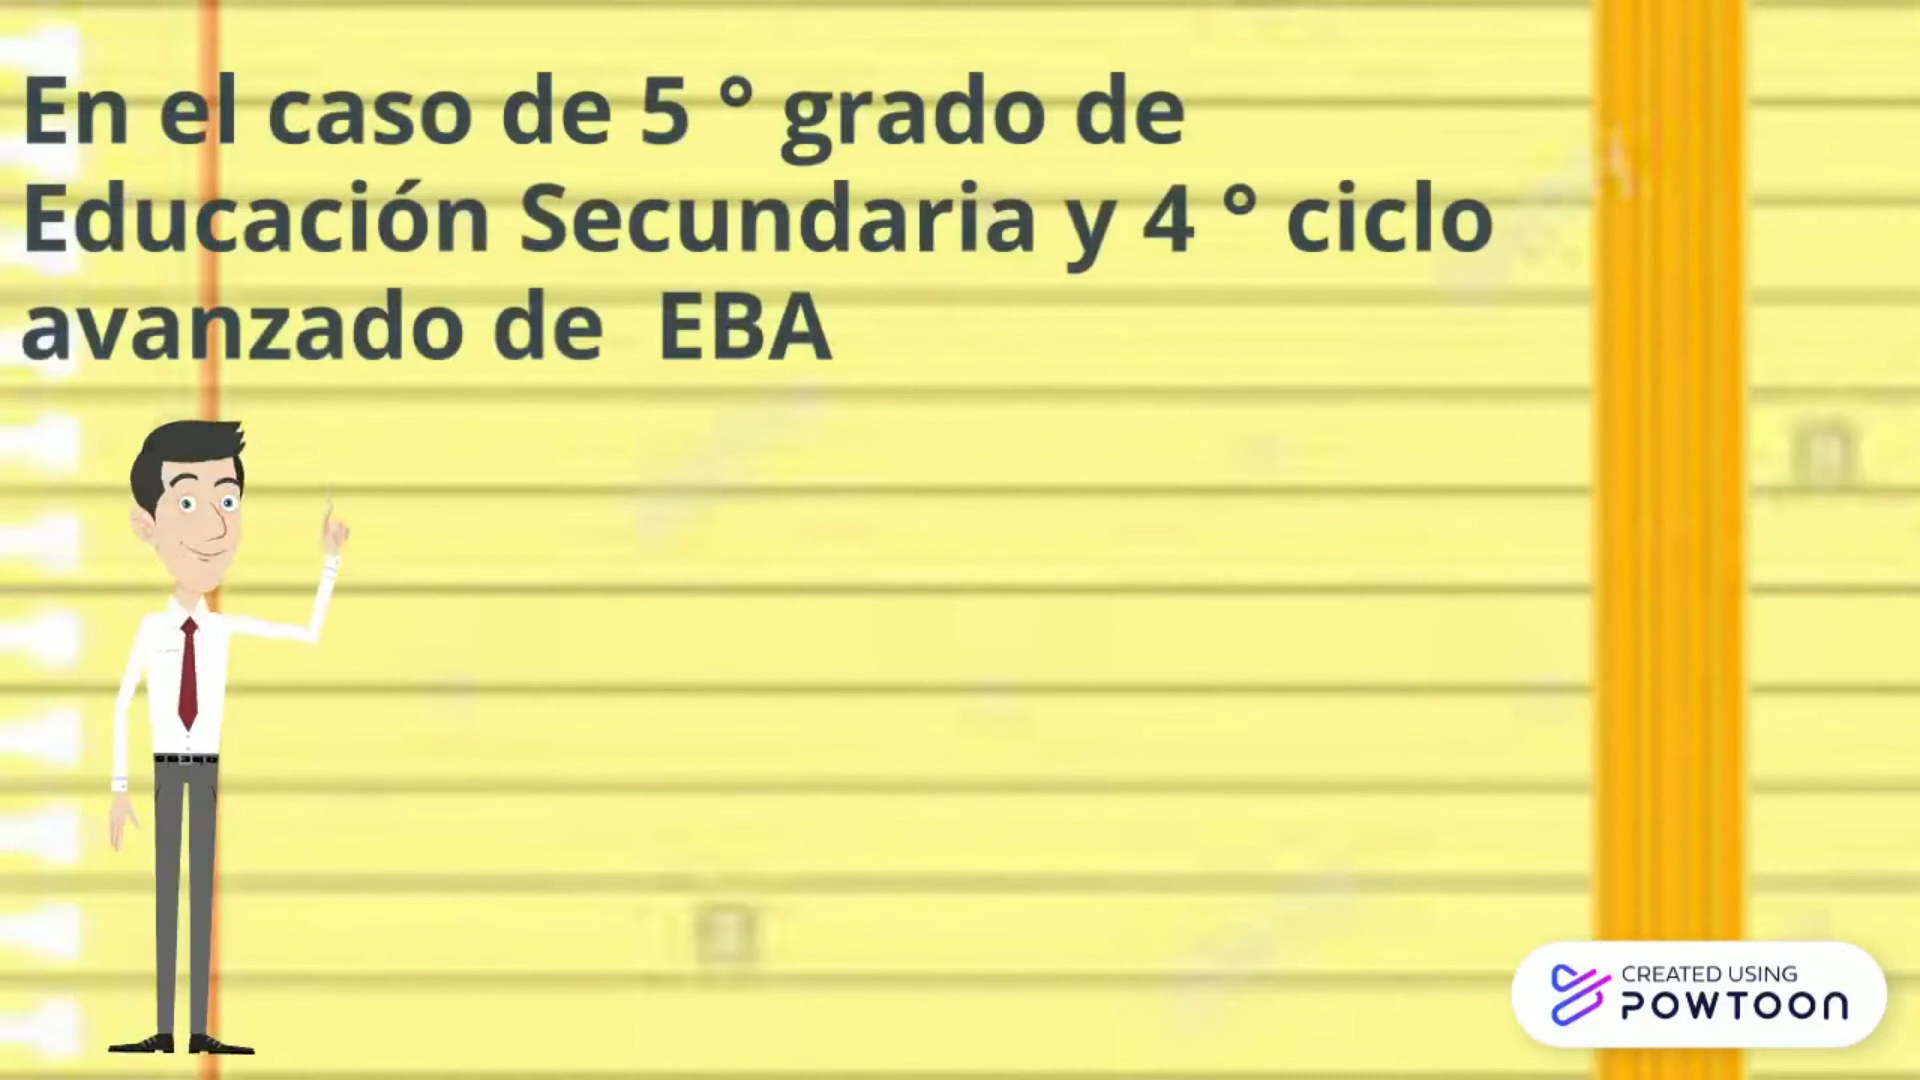 En el caso de 5 ° grado de
Educación Secundaria y 4 ° ciclo
avanzado de  EBA
CREATED USING
POWTOON